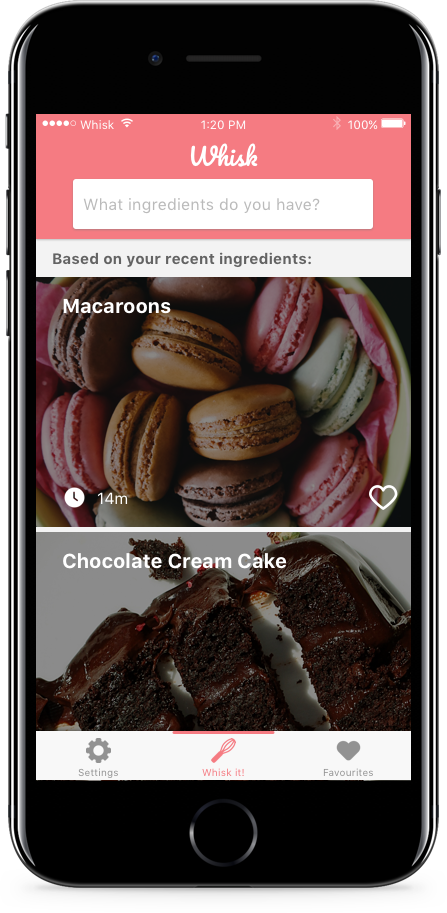 Whisk 1:20 PM 100%
Whisk
What ingredients do you have?
Based on your recent ingredients:
Macaroons
14m
Chocolate Cream Cake
Settings Whisk it! Favourites